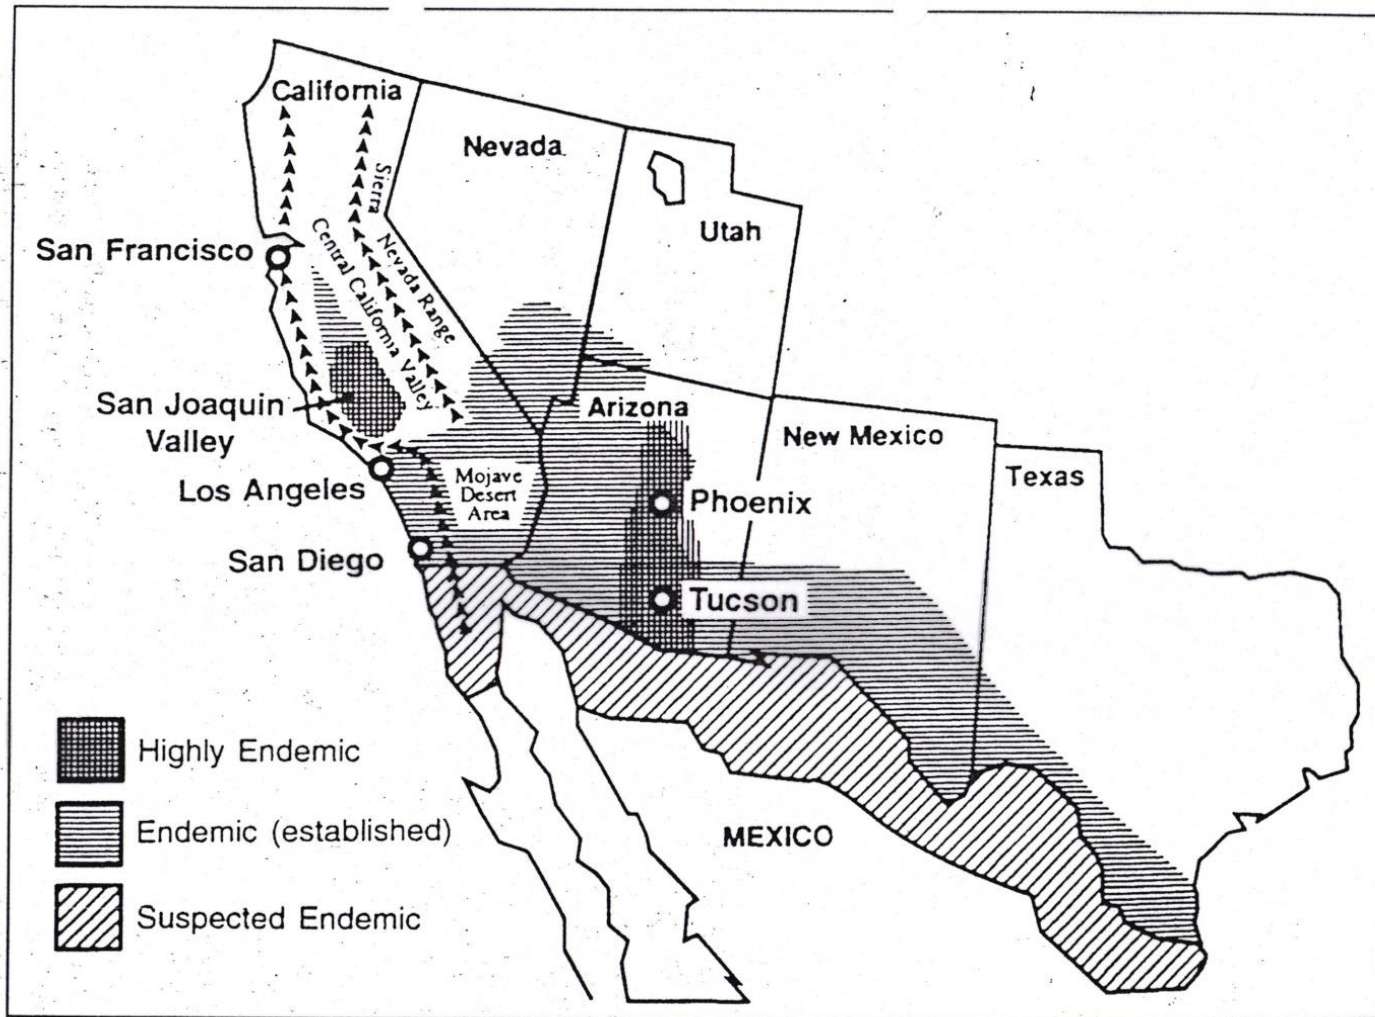 California
Nevada
Utah
Sierra
Nevada Range
Central California Valley
San Francisco
San Joaquin
Valley
Arizona
New Mexico
Texas
Los Angeles
Mojave
Desert
Area
Phoenix
San Diego
Tucson
Highly Endemic
Endemic (established)
MEXICO
Suspected Endemic